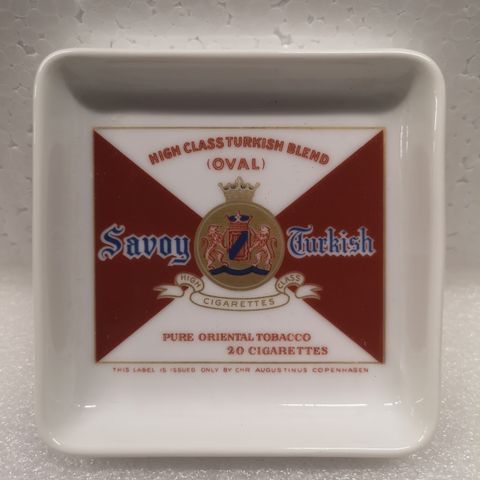 HIGH CLASS TURKISH BLEND
(OVAL)
Savoy Turkish
HIGH CIGARETTES CLASS
PURE ORIENTAL TOBACCO
20 CIGARETTES
THIS LABEL IS ISSUED ONLY BY CHR AUGUSTINUS COPENHAGEN